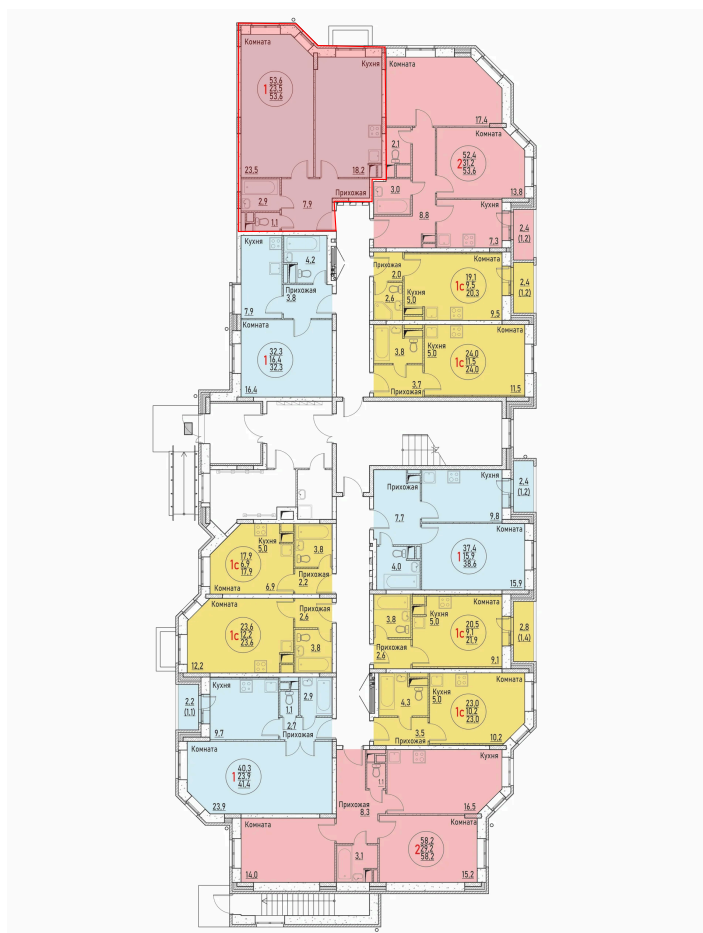 Комната
Кухня
1
53.6
23.5
53.6
23.5
18.2
2.9
7.9
Прихожая
1.1
Комната
17.4
2.1
Комната
2
52.4
31.2
53.6
13.8
3.0
8.8
Кухня
7.3
2.4
(1.2)
Кухня
4.2
Прихожая
3.8
7.9
Комната
1
32.3
16.4
32.3
16.4
Прихожая
2.0
2.6
Кухня
5.0
Комната
1с
19.1
9.5
20.3
9.5
2.4
(1.2)
3.8
Кухня
5.0
Комната
1с
24.0
11.5
24.0
3.7
Прихожая
11.5
Прихожая
Кухня
7.7
9.8
2.4
(1.2)
4.0
Комната
1
37.4
15.9
38.6
15.9
Кухня
5.0
3.8
1с
17.9
6.9
17.9
Прихожая
2.2
6.9
Комната
Комната
1с
23.6
12.2
23.6
Прихожая
2.6
3.8
12.2
3.8
Кухня
5.0
Комната
1с
20.5
9.1
21.9
Прихожая
2.6
9.1
2.8
(1.4)
4.3
Кухня
5.0
Комната
1с
23.0
10.2
23.0
3.5
Прихожая
10.2
2.2
(1.1)
Кухня
9.7
1.1
2.9
2.7
Прихожая
Комната
1
40.3
23.9
41.4
23.9
1.1
Кухня
Прихожая
8.3
16.5
Комната
14.0
3.1
2
58.2
29.2
58.2
Комната
15.2